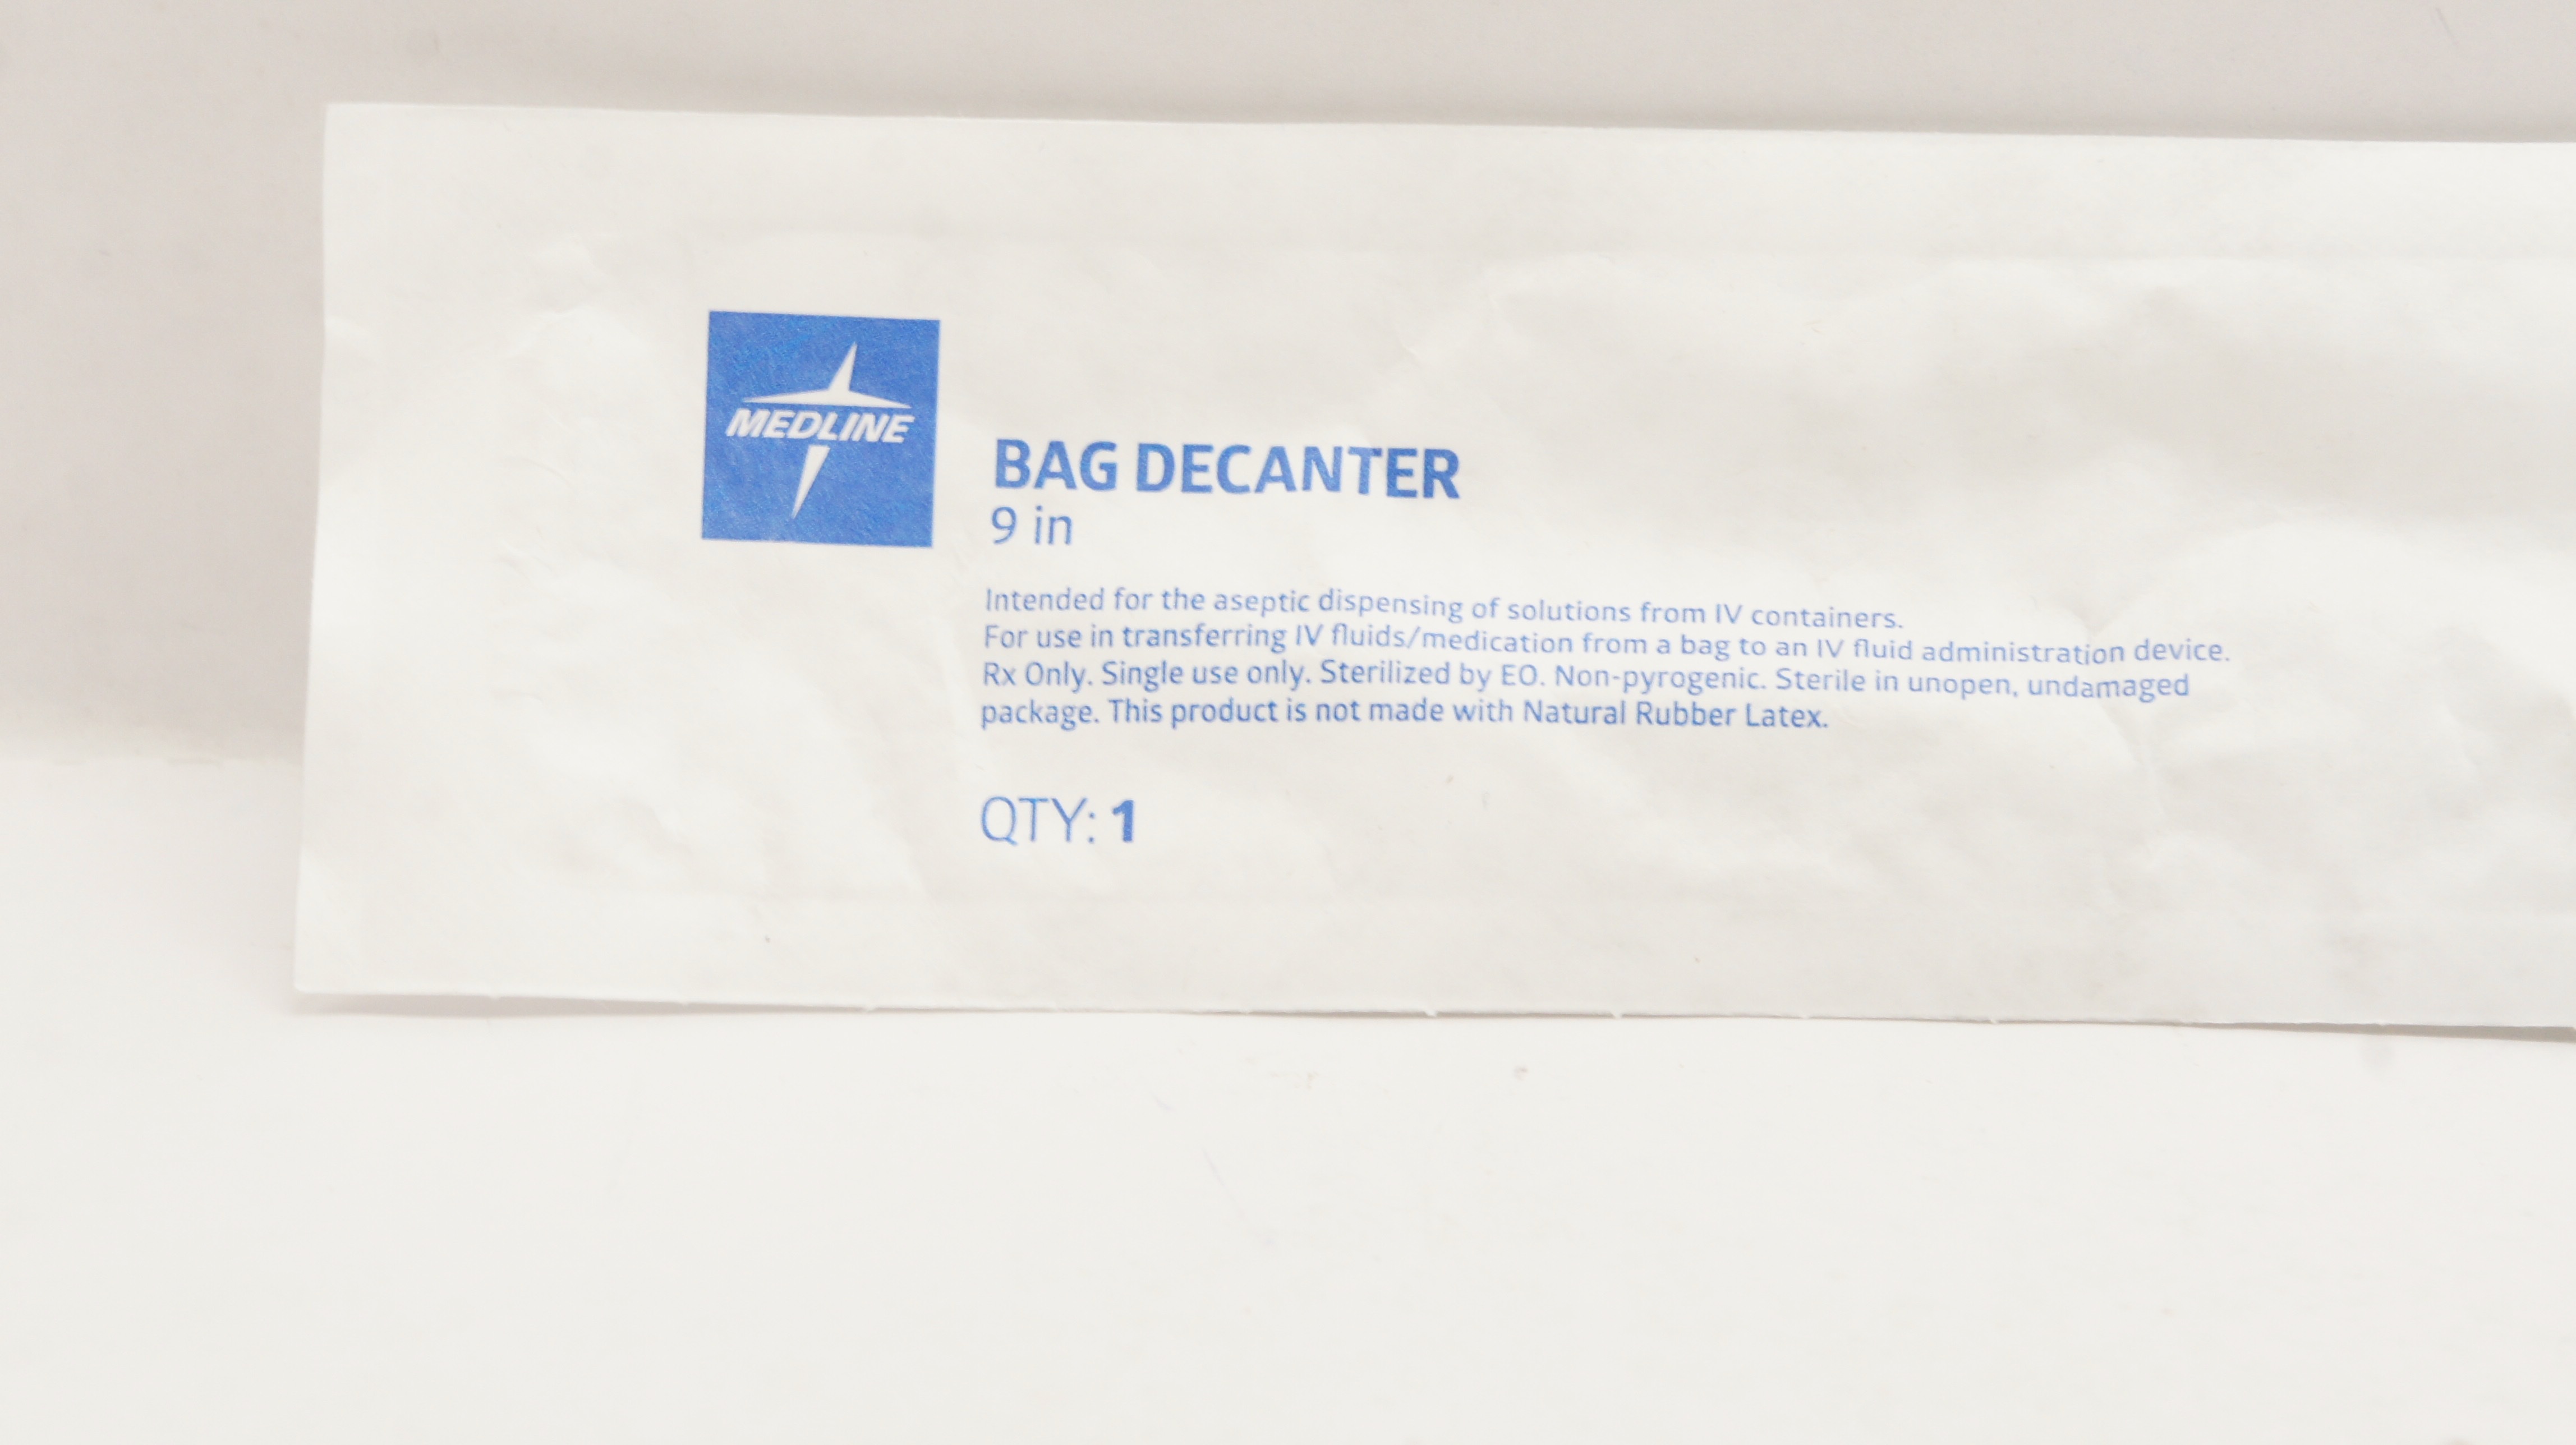 MEDLINE
BAG DECANTER
9 in
Intended for the aseptic dispensing of solutions from IV containers.
For use in transferring IV fluids/medication from a bag to an IV fluid administration device.
Rx Only. Single use only. Sterilized by EO. Non-pyrogenic. Sterile in unopen, undamaged
package. This product is not made with Natural Rubber Latex.
QTY: 1